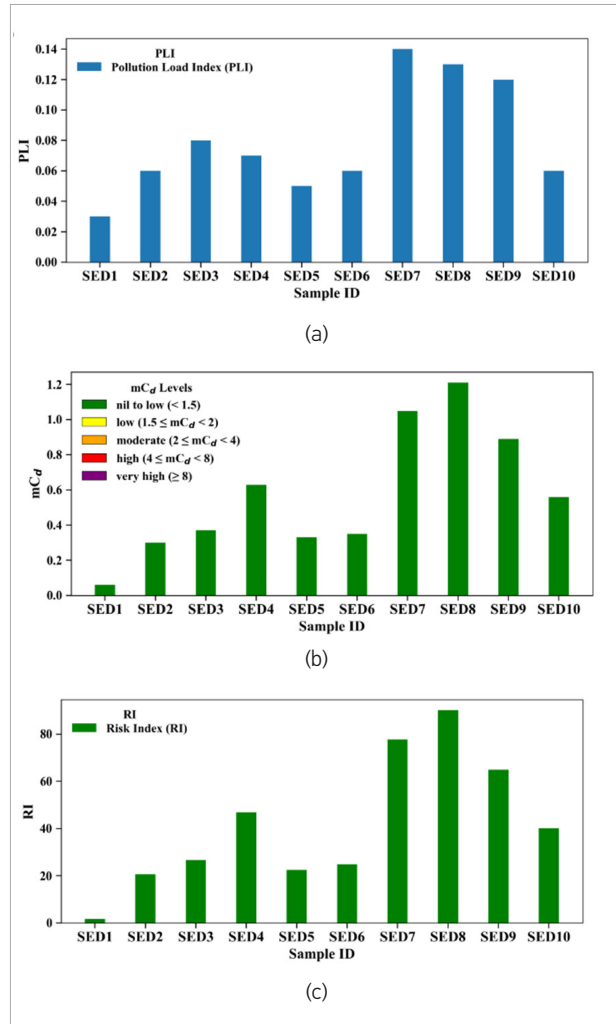 PLI
Pollution Load Index (PLI)
0.14
0.12
0.10
0.08
0.06
0.04
0.02
0.00
PLI
SED1 SED2 SED3 SED4 SED5 SED6 SED7 SED8 SED9 SED10
Sample ID
(a)
mCd Levels
nil to low (< 1.5)
low (1.5 ≤ mCd < 2)
moderate (2 ≤ mCd < 4)
high (4 ≤ mCd < 8)
very high (≥ 8)
1.2
1.0
0.8
0.6
0.4
0.2
0.0
mCd
SED1 SED2 SED3 SED4 SED5 SED6 SED7 SED8 SED9 SED10
Sample ID
(b)
RI
Risk Index (RI)
80
60
40
20
0
RI
SED1 SED2 SED3 SED4 SED5 SED6 SED7 SED8 SED9 SED10
Sample ID
(c)